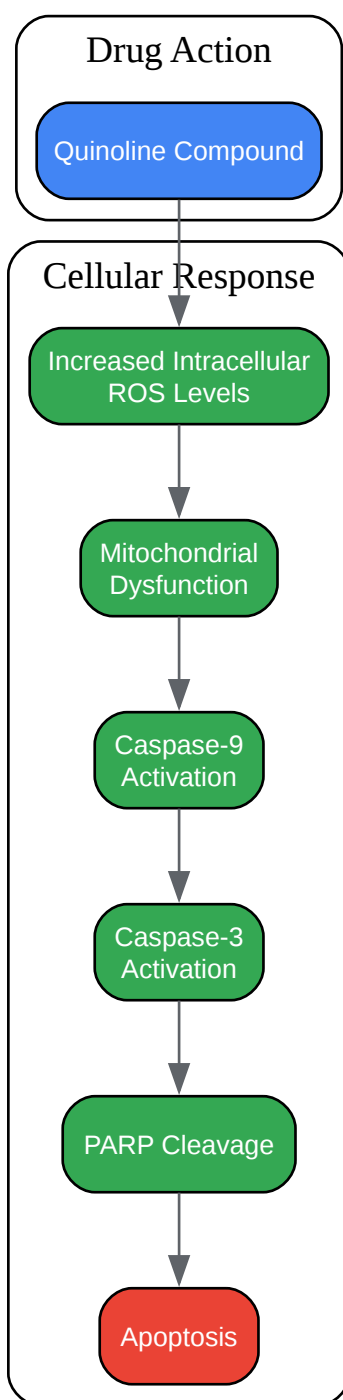 Drug Action
Quinoline Compound
Cellular Response
Increased Intracellular
ROS Levels
Mitochondrial
Dysfunction
Caspase-9
Activation
Caspase-3
Activation
PARP Cleavage
Apoptosis